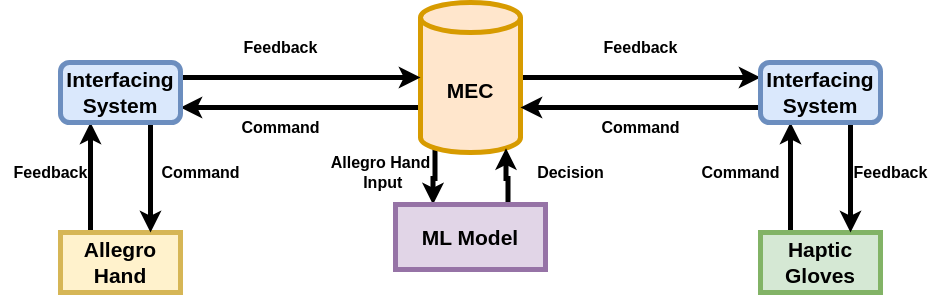 Feedback
Feedback
Interfacing
System
MEC
Interfacing
System
Command
Command
Feedback
Command
Allegro Hand
Input
Decision
Command
Feedback
Allegro
Hand
ML Model
Haptic
Gloves